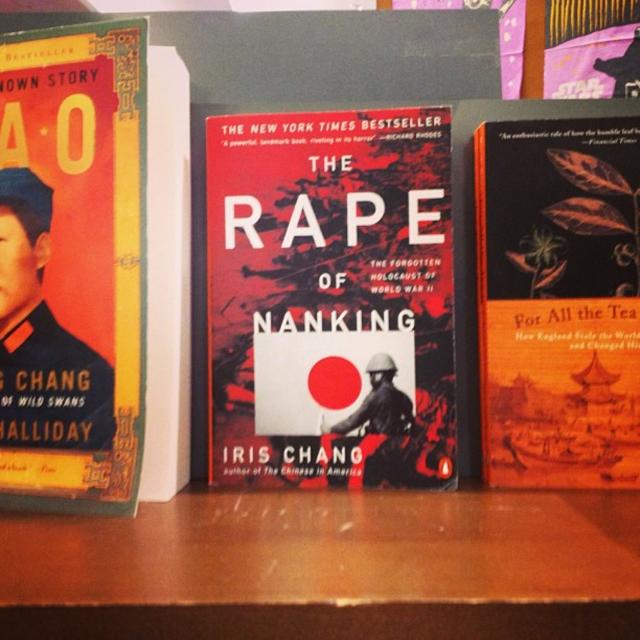 BESTSELLER
NOWN STORY
AO
G CHANG
OF WILD SWANS
HALLIDAY
THE NEW YORK TIMES BESTSELLER
"A powerful, landmark book, riveting in its horror" —RICHARD RHODES
THE
RAPE
OF
NANKING
THE FORGOTTEN
HOLOCAUST OF
WORLD WAR II
IRIS CHANG
author of The Chinese in America
"An enthusiastic tale of how the humble leaf
—Financial Times
For All the Tea
How England Stole the World
and Changed His
STAR